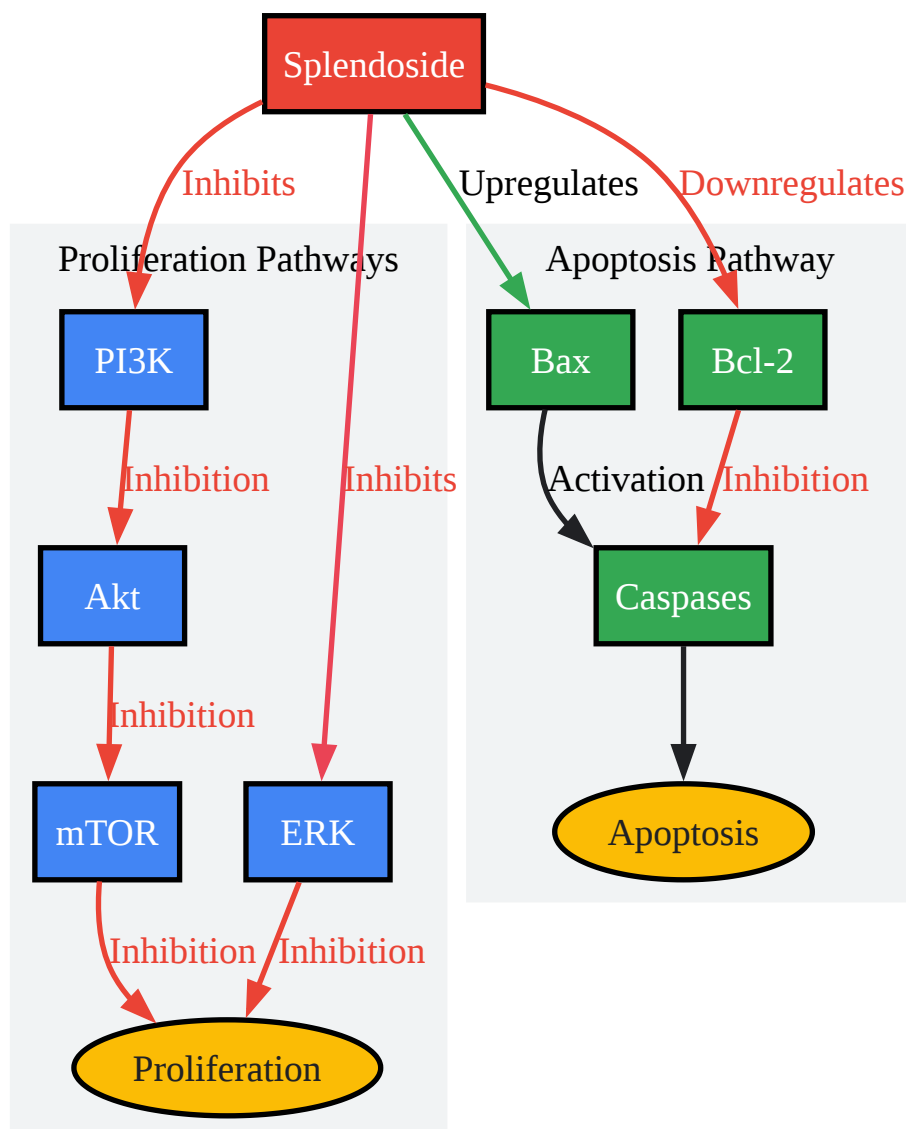 Splendoside
Inhibits
Upregulates
Downregulates
Proliferation Pathways
Apoptosis Pathway
PI3K
Bax
Bcl-2
Inhibition
Inhibits
Activation
Inhibition
Akt
Caspases
Inhibition
mTOR
ERK
Apoptosis
Inhibition
Inhibition
Proliferation